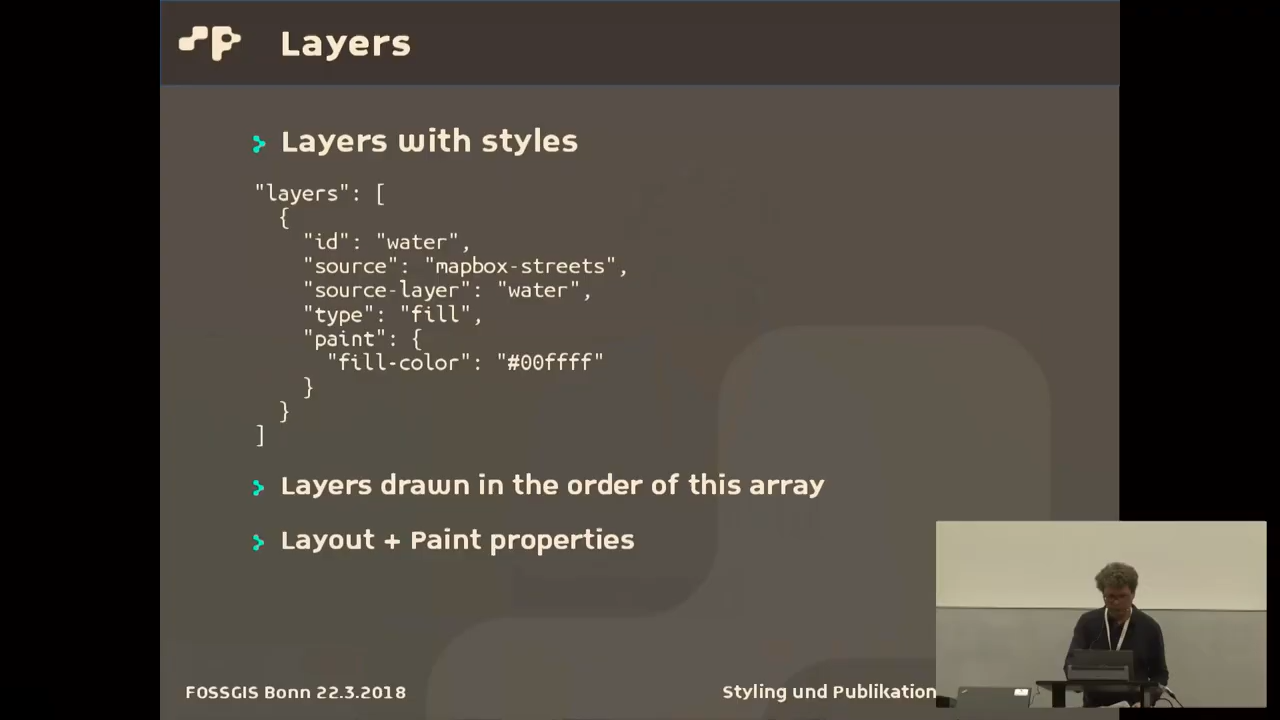 Layers
Layers with styles
"layers": [
  {
    "id": "water",
    "source": "mapbox-streets",
    "source-layer": "water",
    "type": "fill",
    "paint": {
      "fill-color": "#00ffff"
    }
  }
]
Layers drawn in the order of this array
Layout + Paint properties
FOSSGIS Bonn 22.3.2018
Styling und Publikation